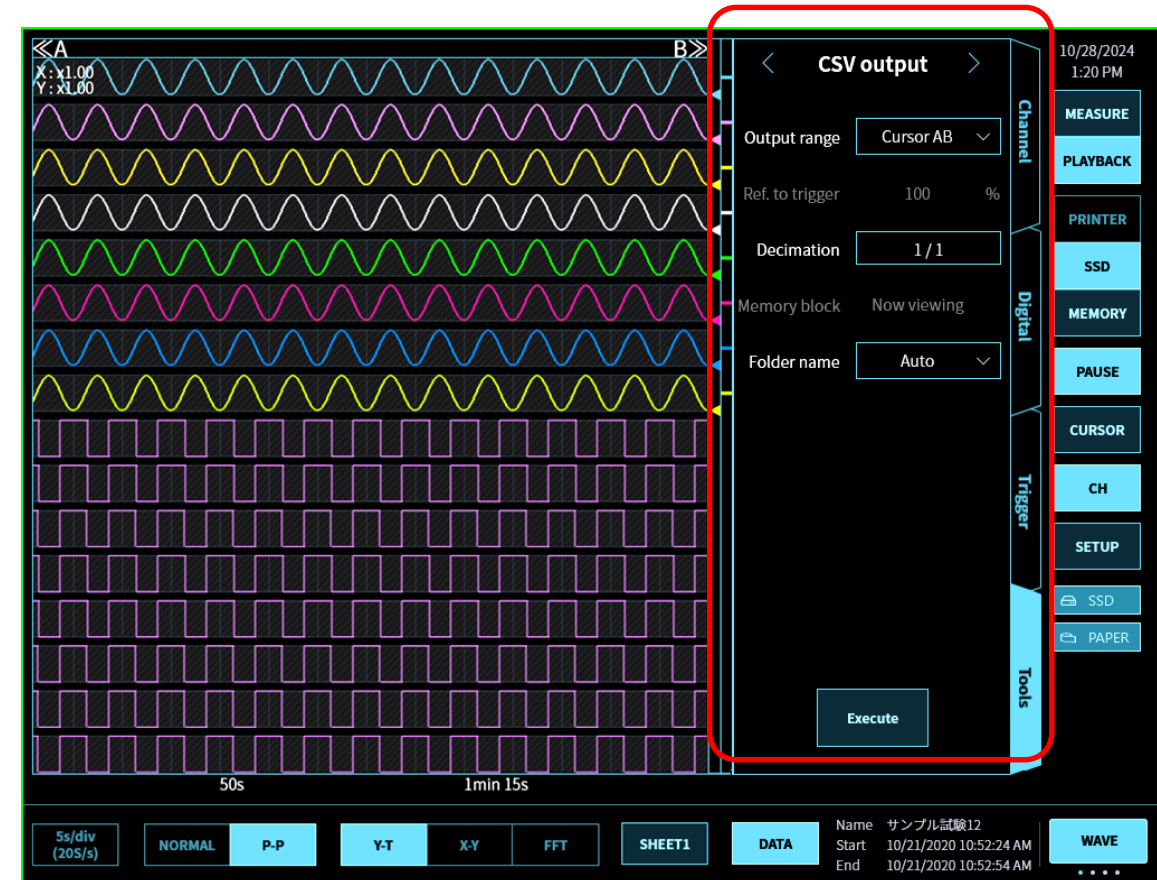 ≪A
B≫
X : x1.00
Y : x1.00
50s
1min 15s
CSV output
Output range
Cursor AB
Ref. to trigger
100
%
Decimation
1 / 1
Memory block
Now viewing
Folder name
Auto
Execute
Channel
Digital
Trigger
Tools
10/28/2024
1:20 PM
MEASURE
PLAYBACK
PRINTER
SSD
MEMORY
PAUSE
CURSOR
CH
SETUP
SSD
PAPER
5s/div
(20S/s)
NORMAL
P-P
Y-T
X-Y
FFT
SHEET1
DATA
Name サンプル試験12
Start 10/21/2020 10:52:24 AM
End 10/21/2020 10:52:54 AM
WAVE